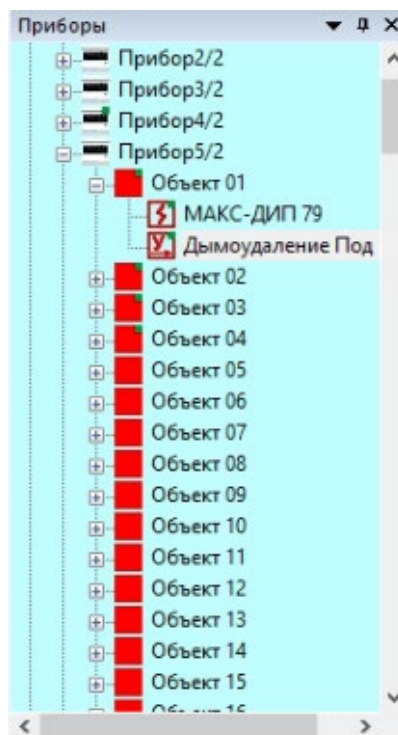 Приборы
Прибор2/2
Прибор3/2
Прибор4/2
Прибор5/2
Объект 01
МАКС-ДИП 79
У
Дымоудаление Под
Объект 02
Объект 03
Объект 04
Объект 05
Объект 06
Объект 07
Объект 08
Объект 09
Объект 10
Объект 11
Объект 12
Объект 13
Объект 14
Объект 15
Объект 16